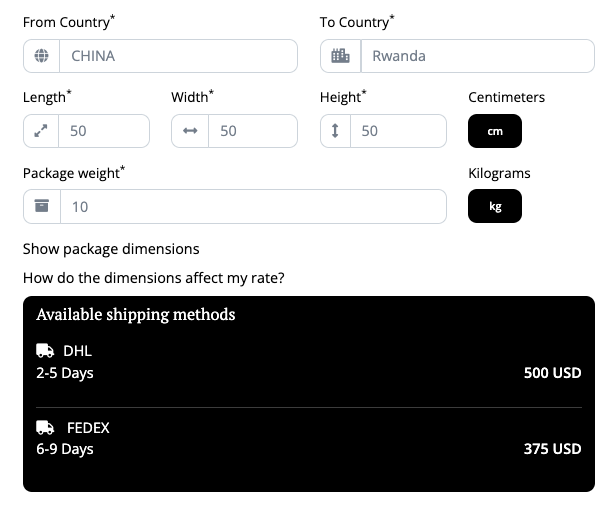 From Country*
To Country*
CHINA
Rwanda
Length*
Width*
Height*
Centimeters
50
50
50
cm
Package weight*
Kilograms
10
kg
Show package dimensions
How do the dimensions affect my rate?
Available shipping methods
DHL
2-5 Days
500 USD
FEDEX
6-9 Days
375 USD